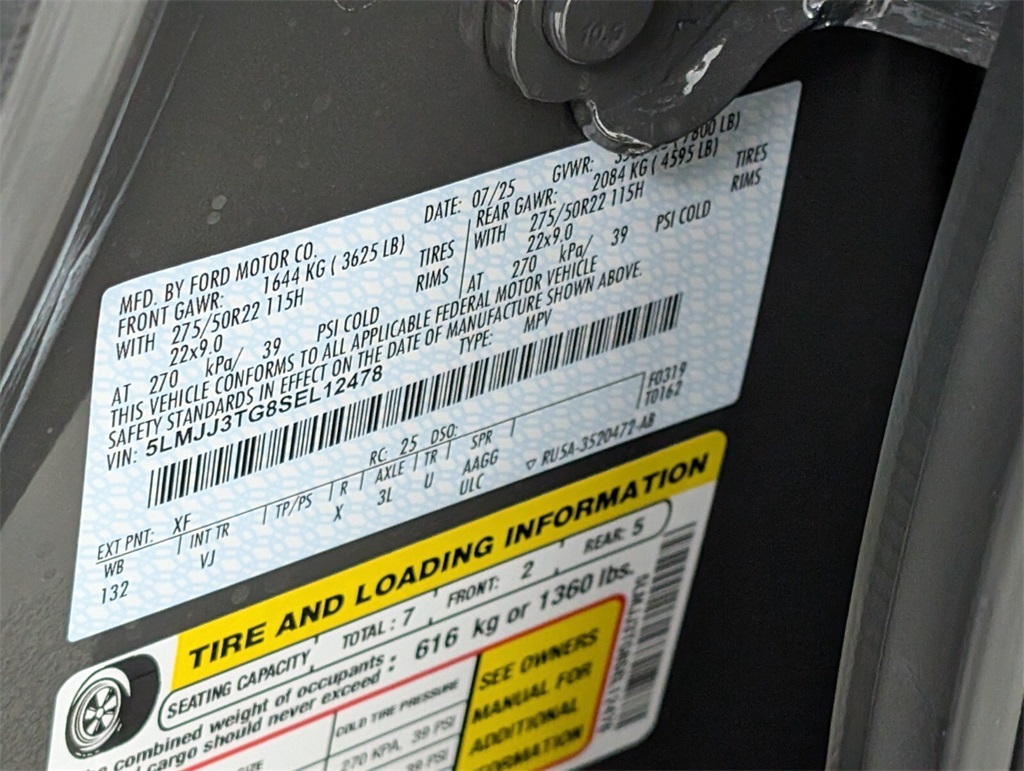 10.9
MFD. BY FORD MOTOR CO.
DATE: 07/25
GVWR:
FRONT GAWR: 1644 KG ( 3625 LB)
REAR GAWR: 2084 KG ( 4595 LB)
WITH 275/50R22 115H TIRES
WITH 275/50R22 115H TIRES
22x9.0 RIMS
22x9.0 RIMS
AT 270 kPa/ 39 PSI COLD
AT 270 kPa/ 39 PSI COLD
THIS VEHICLE CONFORMS TO ALL APPLICABLE FEDERAL MOTOR VEHICLE
SAFETY STANDARDS IN EFFECT ON THE DATE OF MANUFACTURE SHOWN ABOVE.
VIN: 5LMJJ3TG8SEL12478
TYPE: MPV
F0319
T0162
EXT PNT: XF
RC: 25 DSO:
WB INT TR TP/PS R AXLE TR SPR
132 VJ X 3L U AAGG
ULC
RU5A-3520472-AB
TIRE AND LOADING INFORMATION
SEATING CAPACITY TOTAL : 7 FRONT: 2 REAR: 5
combined weight of occupants
cargo should never exceed : 616 kg or 1360 lbs.
COLD TIRE PRESSURE
270 KPA, 39 PSI
39 PSI
SEE OWNERS
MANUAL FOR
ADDITIONAL
5LMJJ3TG8SEL12478